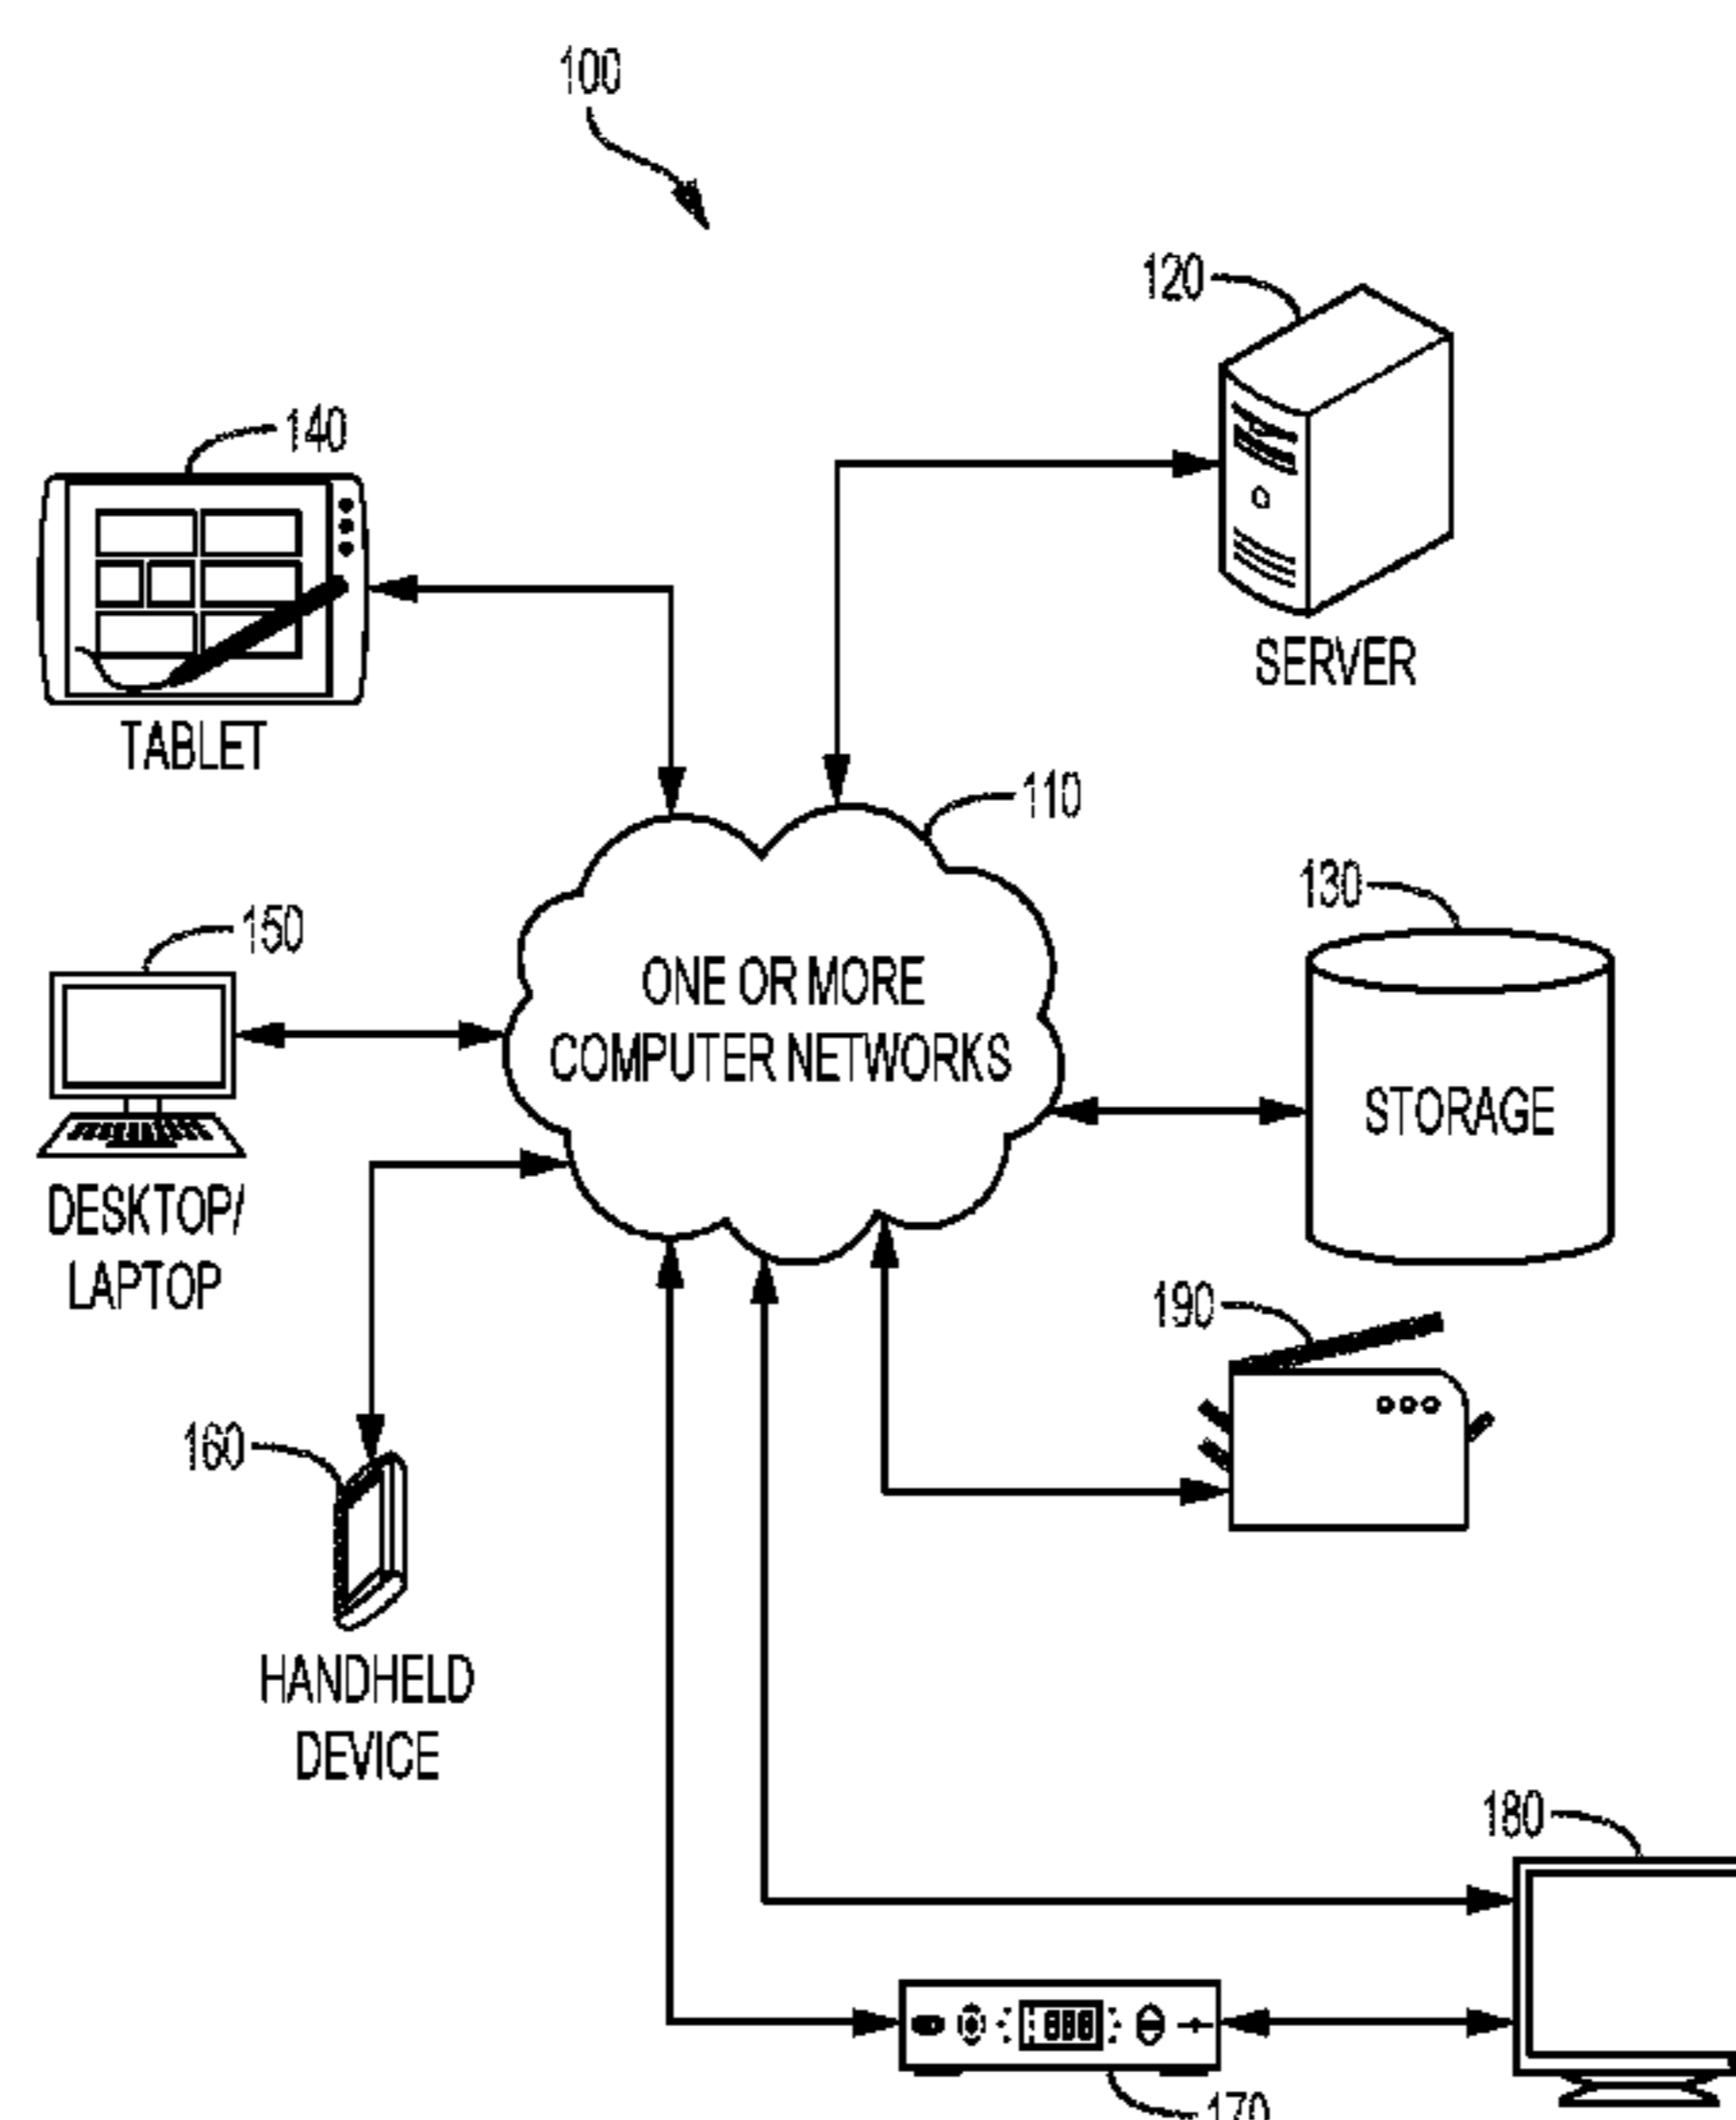 100
120
SERVER
140
TABLET
110
ONE OR MORE
COMPUTER NETWORKS
130
STORAGE
150
DESKTOP/
LAPTOP
190
160
HANDHELD
DEVICE
180
888
170